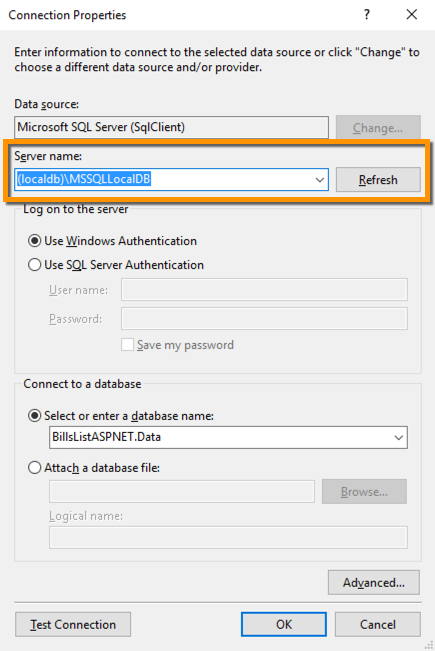 Connection Properties
?
Enter information to connect to the selected data source or click "Change" to
choose a different data source and/or provider.
Data source:
Microsoft SQL Server (SqlClient)
Change...
Server name:
(localdb)\MSSQLLocalDB
Refresh
Log on to the server
Use Windows Authentication
Use SQL Server Authentication
User name:
Password:
Save my password
Connect to a database
Select or enter a database name:
BillsListASPNET.Data
Attach a database file:
Browse...
Logical name:
Advanced...
Test Connection
OK
Cancel